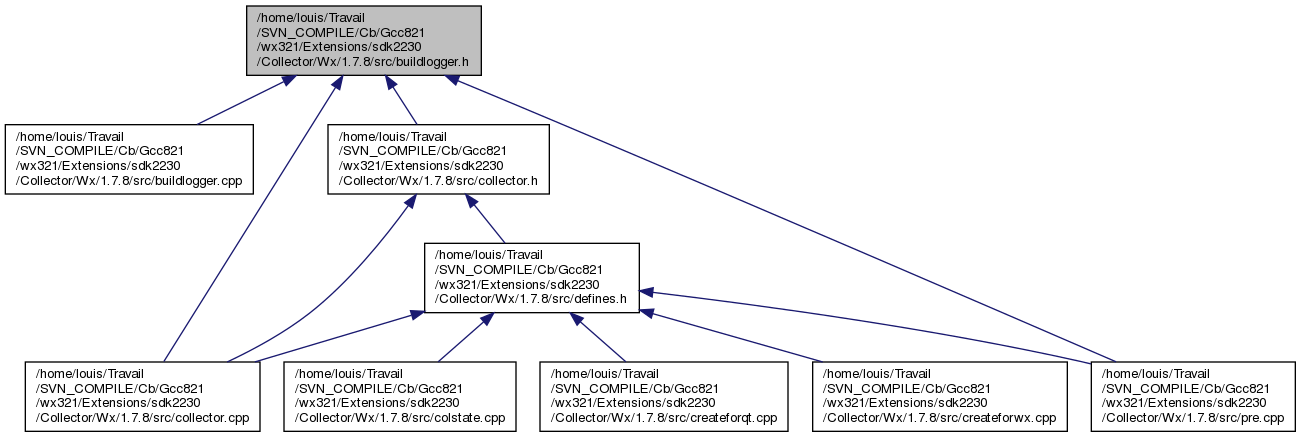 /home/louis/Travail
/SVN_COMPILE/Cb/Gcc821
/wx321/Extensions/sdk2230
/Collector/Wx/1.7.8/src/buildlogger.h
/home/louis/Travail
/SVN_COMPILE/Cb/Gcc821
/wx321/Extensions/sdk2230
/Collector/Wx/1.7.8/src/buildlogger.cpp
/home/louis/Travail
/SVN_COMPILE/Cb/Gcc821
/wx321/Extensions/sdk2230
/Collector/Wx/1.7.8/src/collector.h
/home/louis/Travail
/SVN_COMPILE/Cb/Gcc821
/wx321/Extensions/sdk2230
/Collector/Wx/1.7.8/src/defines.h
/home/louis/Travail
/SVN_COMPILE/Cb/Gcc821
/wx321/Extensions/sdk2230
/Collector/Wx/1.7.8/src/collector.cpp
/home/louis/Travail
/SVN_COMPILE/Cb/Gcc821
/wx321/Extensions/sdk2230
/Collector/Wx/1.7.8/src/colstate.cpp
/home/louis/Travail
/SVN_COMPILE/Cb/Gcc821
/wx321/Extensions/sdk2230
/Collector/Wx/1.7.8/src/createforqt.cpp
/home/louis/Travail
/SVN_COMPILE/Cb/Gcc821
/wx321/Extensions/sdk2230
/Collector/Wx/1.7.8/src/createforwx.cpp
/home/louis/Travail
/SVN_COMPILE/Cb/Gcc821
/wx321/Extensions/sdk2230
/Collector/Wx/1.7.8/src/pre.cpp